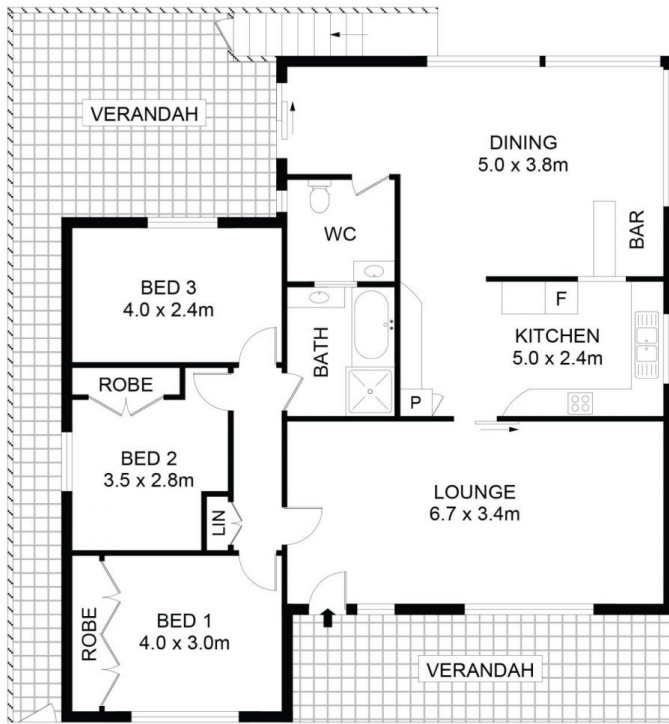 VERANDAH
DINING
5.0 x 3.8m
WC
BAR
BED 3
4.0 x 2.4m
BATH
F
KITCHEN
5.0 x 2.4m
ROBE
P
BED 2
3.5 x 2.8m
LIN
LOUNGE
6.7 x 3.4m
ROBE
BED 1
4.0 x 3.0m
VERANDAH